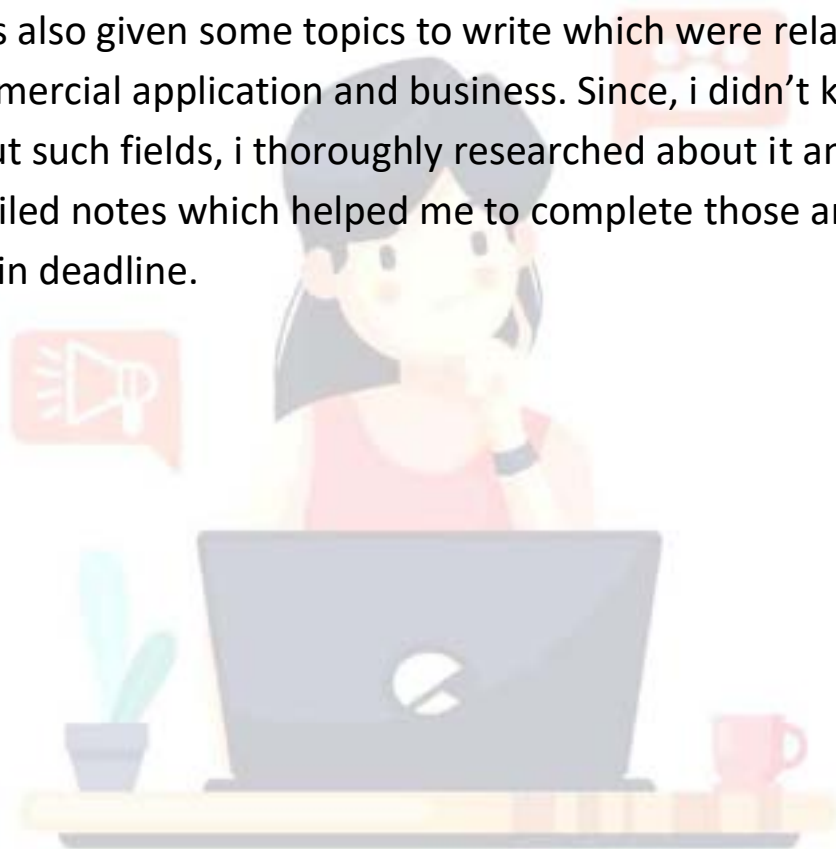 s also given some topics to write which were rela
mercial application and business. Since, i didn’t k
ut such fields, i thoroughly researched about it ar
iled notes which helped me to complete those ar
in deadline.